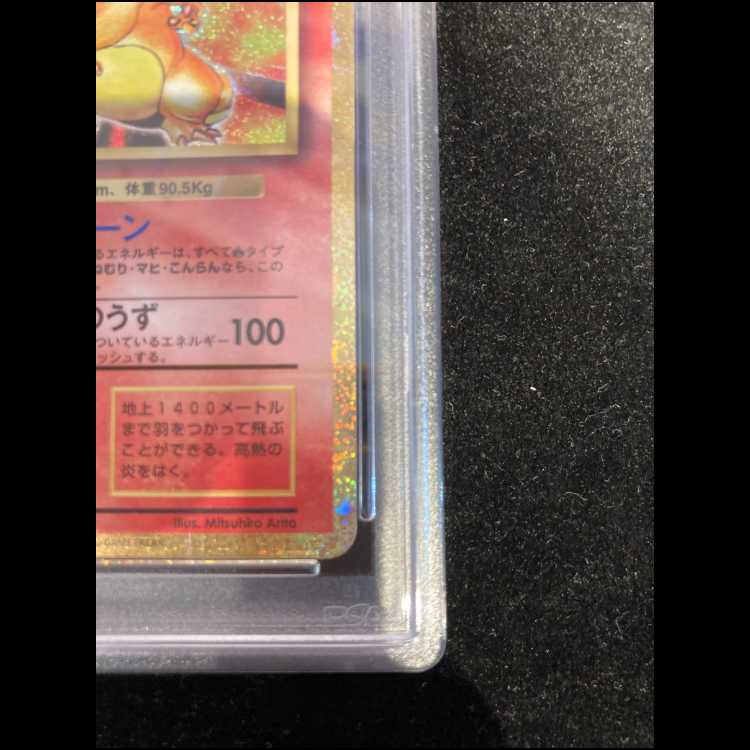 m、体重90.5Kg
ーン
るエネルギーは、すべて🔥タイプ
ねむり・マヒ・こんらんなら、この
。
のうず
ついているエネルギー 100
ッシュする。
地上1400メートル
まで羽をつかって飛ぶ
ことができる。高熱の
炎をはく。
Illus. Mitsuhiro Arita
GAME FREAK
PSA